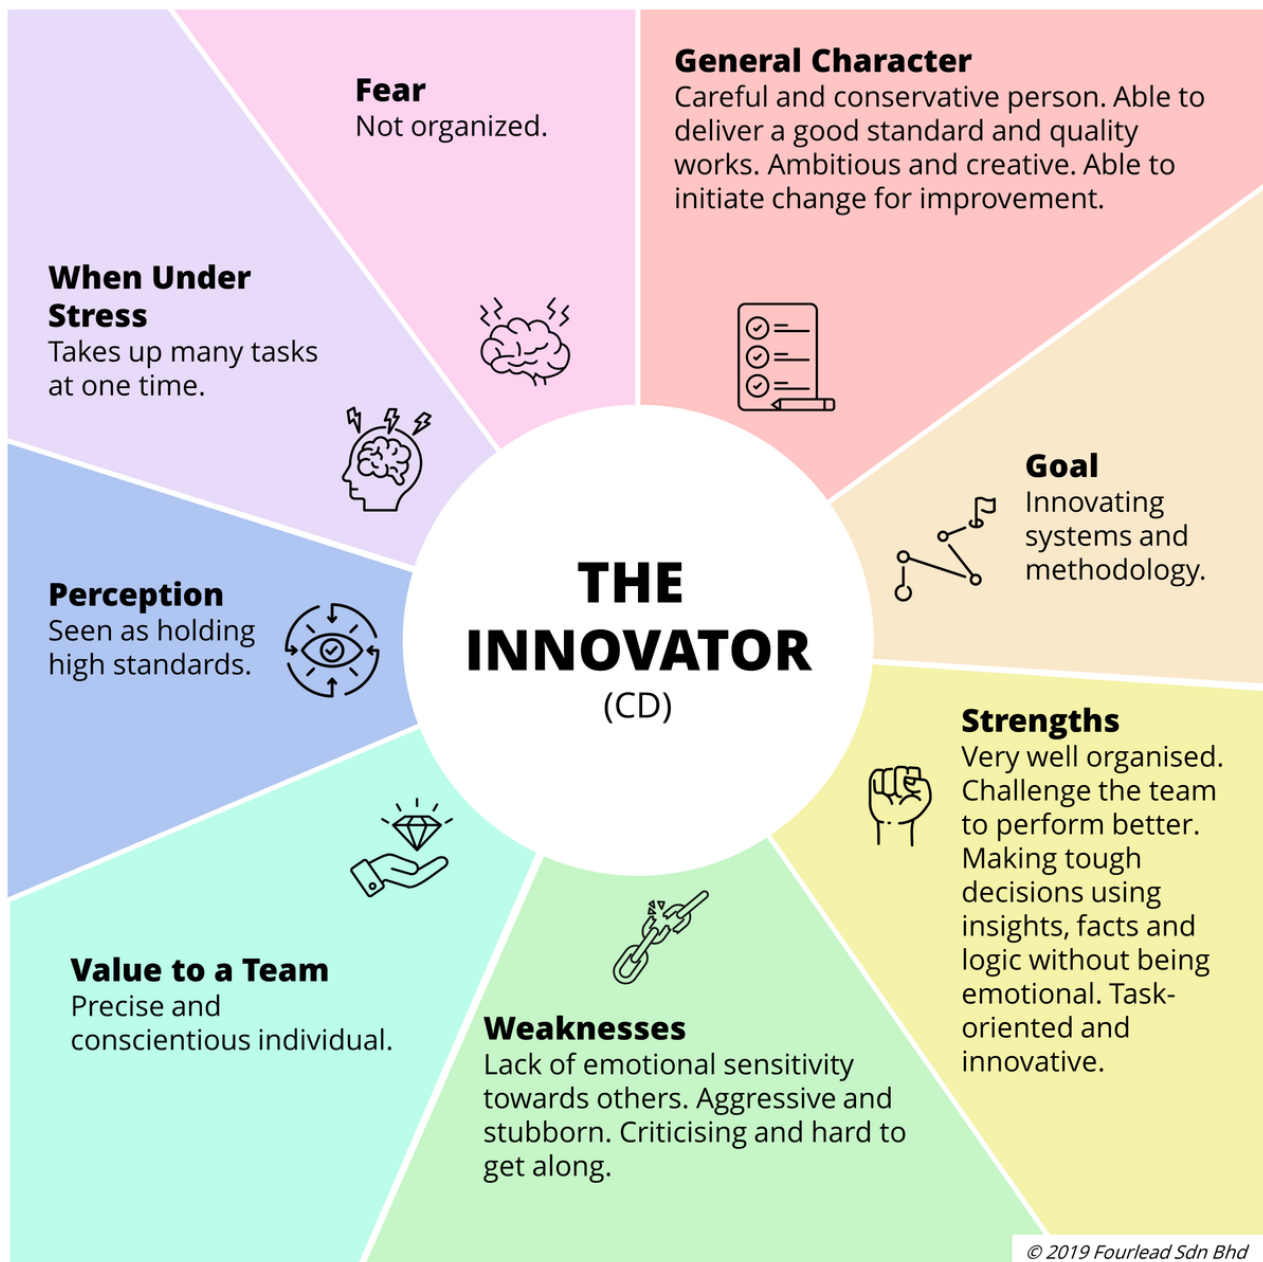 THE
INNOVATOR
(CD)
General Character
Careful and conservative person. Able to
deliver a good standard and quality
works. Ambitious and creative. Able to
initiate change for improvement.
Goal
Innovating
systems and
methodology.
Strengths
Very well organised.
Challenge the team
to perform better.
Making tough
decisions using
insights, facts and
logic without being
emotional. Task-
oriented and
innovative.
Weaknesses
Lack of emotional sensitivity
towards others. Aggressive and
stubborn. Criticising and hard to
get along.
Value to a Team
Precise and
conscientious individual.
Perception
Seen as holding
high standards.
When Under
Stress
Takes up many tasks
at one time.
Fear
Not organized.
© 2019 Fourlead Sdn Bhd